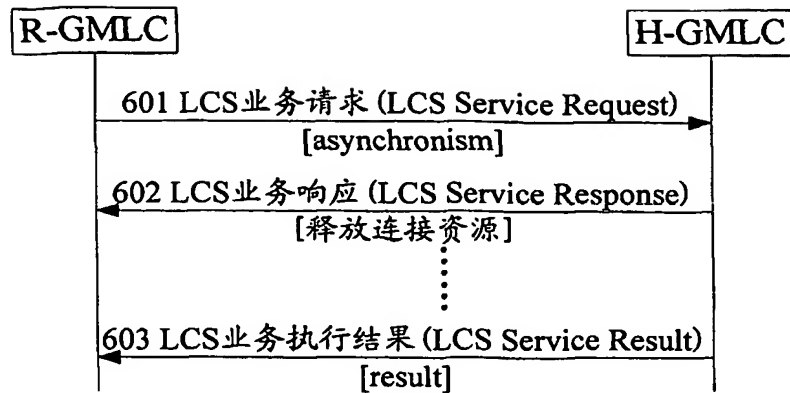 R-GMLC
H-GMLC
601 LCS业务请求(LCS Service Request)
[asynchronism]
602 LCS业务响应(LCS Service Response)
[释放连接资源]
603 LCS业务执行结果(LCS Service Result)
[result]